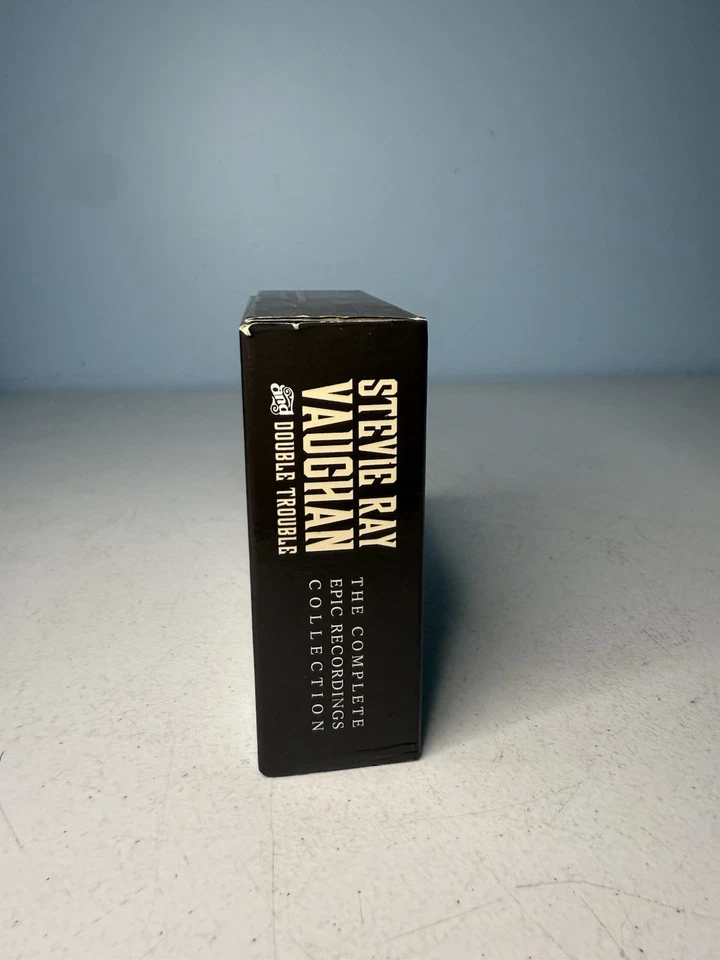 STEVIE RAY
VAUGHAN
and DOUBLE TROUBLE
THE COMPLETE
EPIC RECORDINGS
COLLECTION